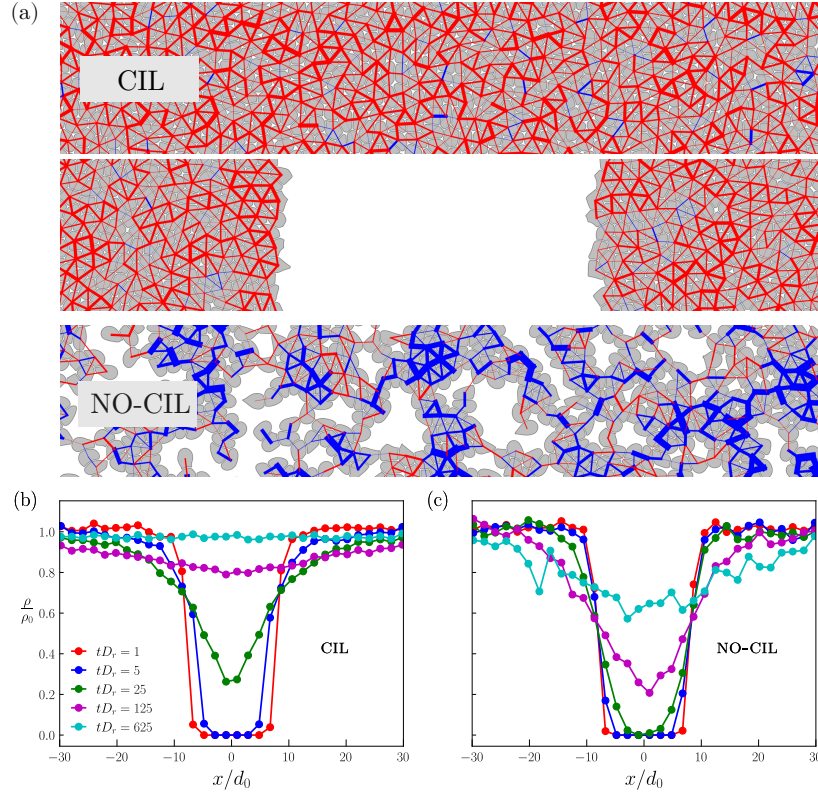 (a)
CIL
NO-CIL
(b)
(c)
1.0
0.8
0.6
0.4
0.2
0.0
ρ/ρ₀
CIL
tDᵣ = 1
tDᵣ = 5
tDᵣ = 25
tDᵣ = 125
tDᵣ = 625
NO-CIL
−30 −20 −10 0 10 20 30
−30 −20 −10 0 10 20 30
x/d₀
x/d₀